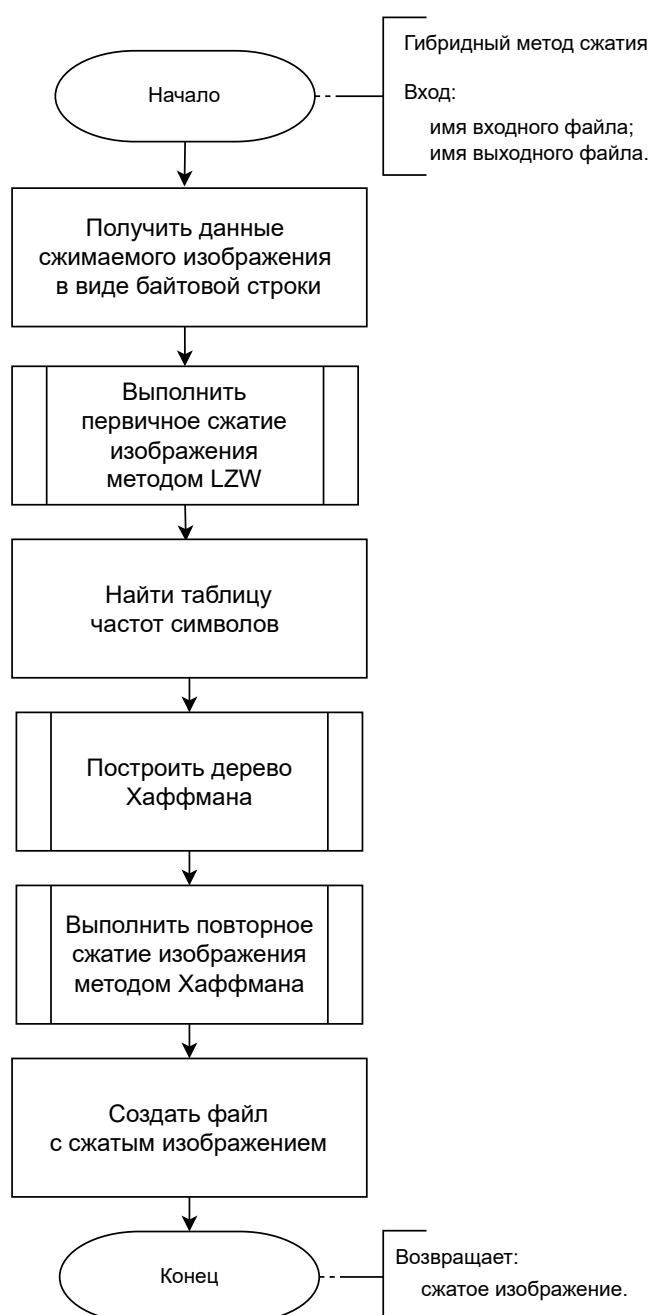 Начало
Гибридный метод сжатия
Вход:
имя входного файла;
имя выходного файла.
Получить данные
сжимаемого изображения
в виде байтовой строки
Выполнить
первичное сжатие
изображения
методом LZW
Найти таблицу
частот символов
Построить дерево
Хаффмана
Выполнить повторное
сжатие изображения
методом Хаффмана
Создать файл
с сжатым изображением
Конец
Возвращает:
сжатое изображение.